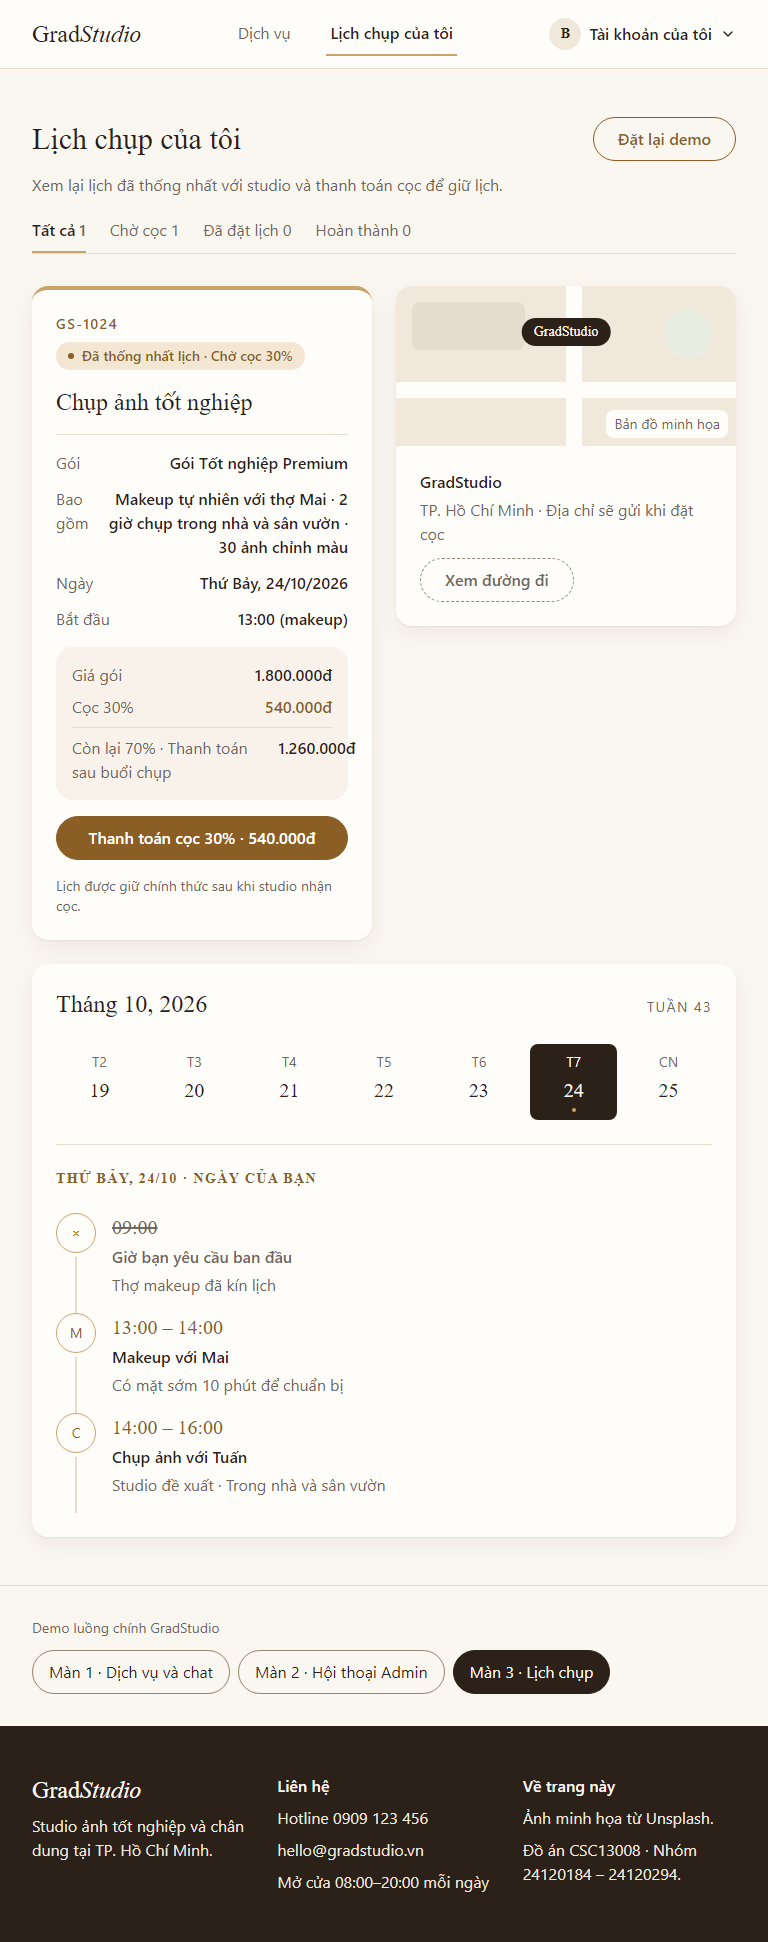 GradStudio
Dịch vụ
Lịch chụp của tôi
B
Tài khoản của tôi
Lịch chụp của tôi
Đặt lại demo
Xem lại lịch đã thống nhất với studio và thanh toán cọc để giữ lịch.
Tất cả 1
Chờ cọc 1
Đã đặt lịch 0
Hoàn thành 0
GS-1024
Đã thống nhất lịch · Chờ cọc 30%
Chụp ảnh tốt nghiệp
Gói
Gói Tốt nghiệp Premium
Bao
gồm
Makeup tự nhiên với thợ Mai · 2
giờ chụp trong nhà và sân vườn ·
30 ảnh chỉnh màu
Ngày
Thứ Bảy, 24/10/2026
Bắt đầu
13:00 (makeup)
Giá gói
1.800.000đ
Cọc 30%
540.000đ
Còn lại 70% · Thanh toán
sau buổi chụp
1.260.000đ
Thanh toán cọc 30% · 540.000đ
Lịch được giữ chính thức sau khi studio nhận
cọc.
GradStudio
Bản đồ minh họa
GradStudio
TP. Hồ Chí Minh · Địa chỉ sẽ gửi khi đặt
cọc
Xem đường đi
Tháng 10, 2026
TUẦN 43
T2
19
T3
20
T4
21
T5
22
T6
23
T7
24
CN
25
THỨ BẢY, 24/10 · NGÀY CỦA BẠN
×
09:00
Giờ bạn yêu cầu ban đầu
Thợ makeup đã kín lịch
M
13:00 – 14:00
Makeup với Mai
Có mặt sớm 10 phút để chuẩn bị
C
14:00 – 16:00
Chụp ảnh với Tuấn
Studio đề xuất · Trong nhà và sân vườn
Demo luồng chính GradStudio
Màn 1 · Dịch vụ và chat
Màn 2 · Hội thoại Admin
Màn 3 · Lịch chụp
GradStudio
Studio ảnh tốt nghiệp và chân
dung tại TP. Hồ Chí Minh.
Liên hệ
Hotline 0909 123 456
hello@gradstudio.vn
Mở cửa 08:00–20:00 mỗi ngày
Về trang này
Ảnh minh họa từ Unsplash.
Đồ án CSC13008 · Nhóm
24120184 – 24120294.